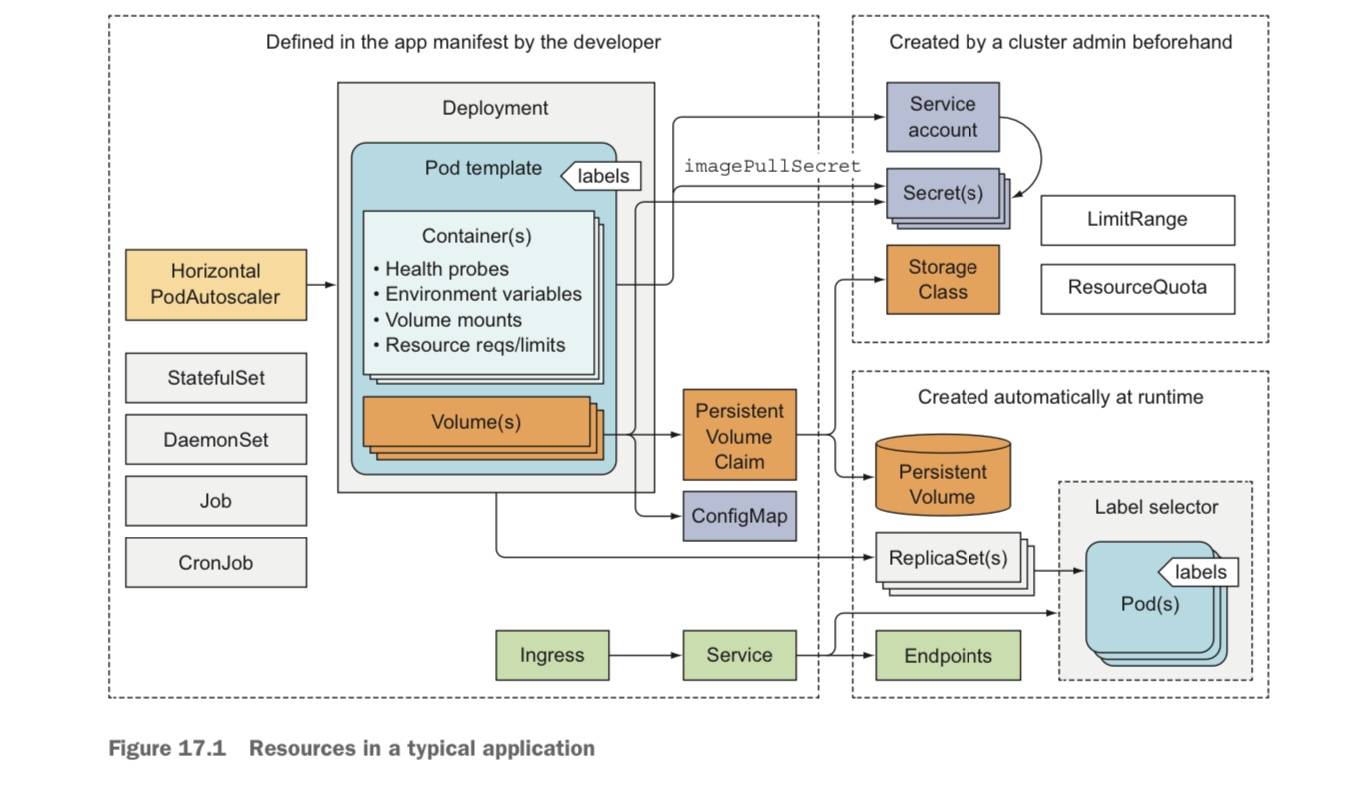 Defined in the app manifest by the developer
Deployment
Pod template
labels
Container(s)
• Health probes
• Environment variables
• Volume mounts
• Resource reqs/limits
Volume(s)
Horizontal
PodAutoscaler
StatefulSet
DaemonSet
Job
CronJob
imagePullSecret
Persistent
Volume
Claim
ConfigMap
Ingress
Service
Created by a cluster admin beforehand
Service
account
Secret(s)
Storage
Class
LimitRange
ResourceQuota
Created automatically at runtime
Persistent
Volume
ReplicaSet(s)
Endpoints
Label selector
labels
Pod(s)
Figure 17.1 Resources in a typical application